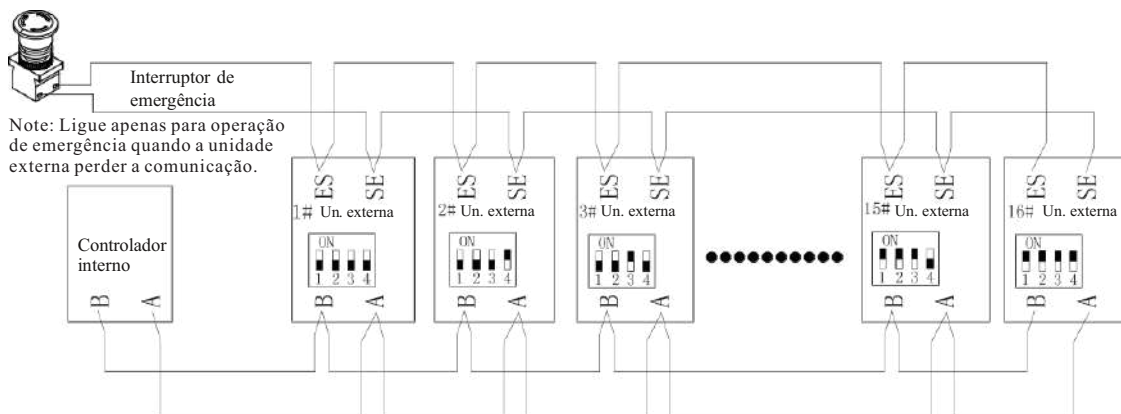 Interruptor de
emergência
Note: Ligue apenas para operação
de emergência quando a unidade
externa perder a comunicação.
ES SE
1# Un. externa
ON
1 2 3 4
B A
ES SE
2# Un. externa
ON
1 2 3 4
B A
ES SE
3# Un. externa
ON
1 2 3 4
B A
ES SE
15# Un. externa
ON
1 2 3 4
B A
ES SE
16# Un. externa
ON
1 2 3 4
B A
Controlador
interno
B A